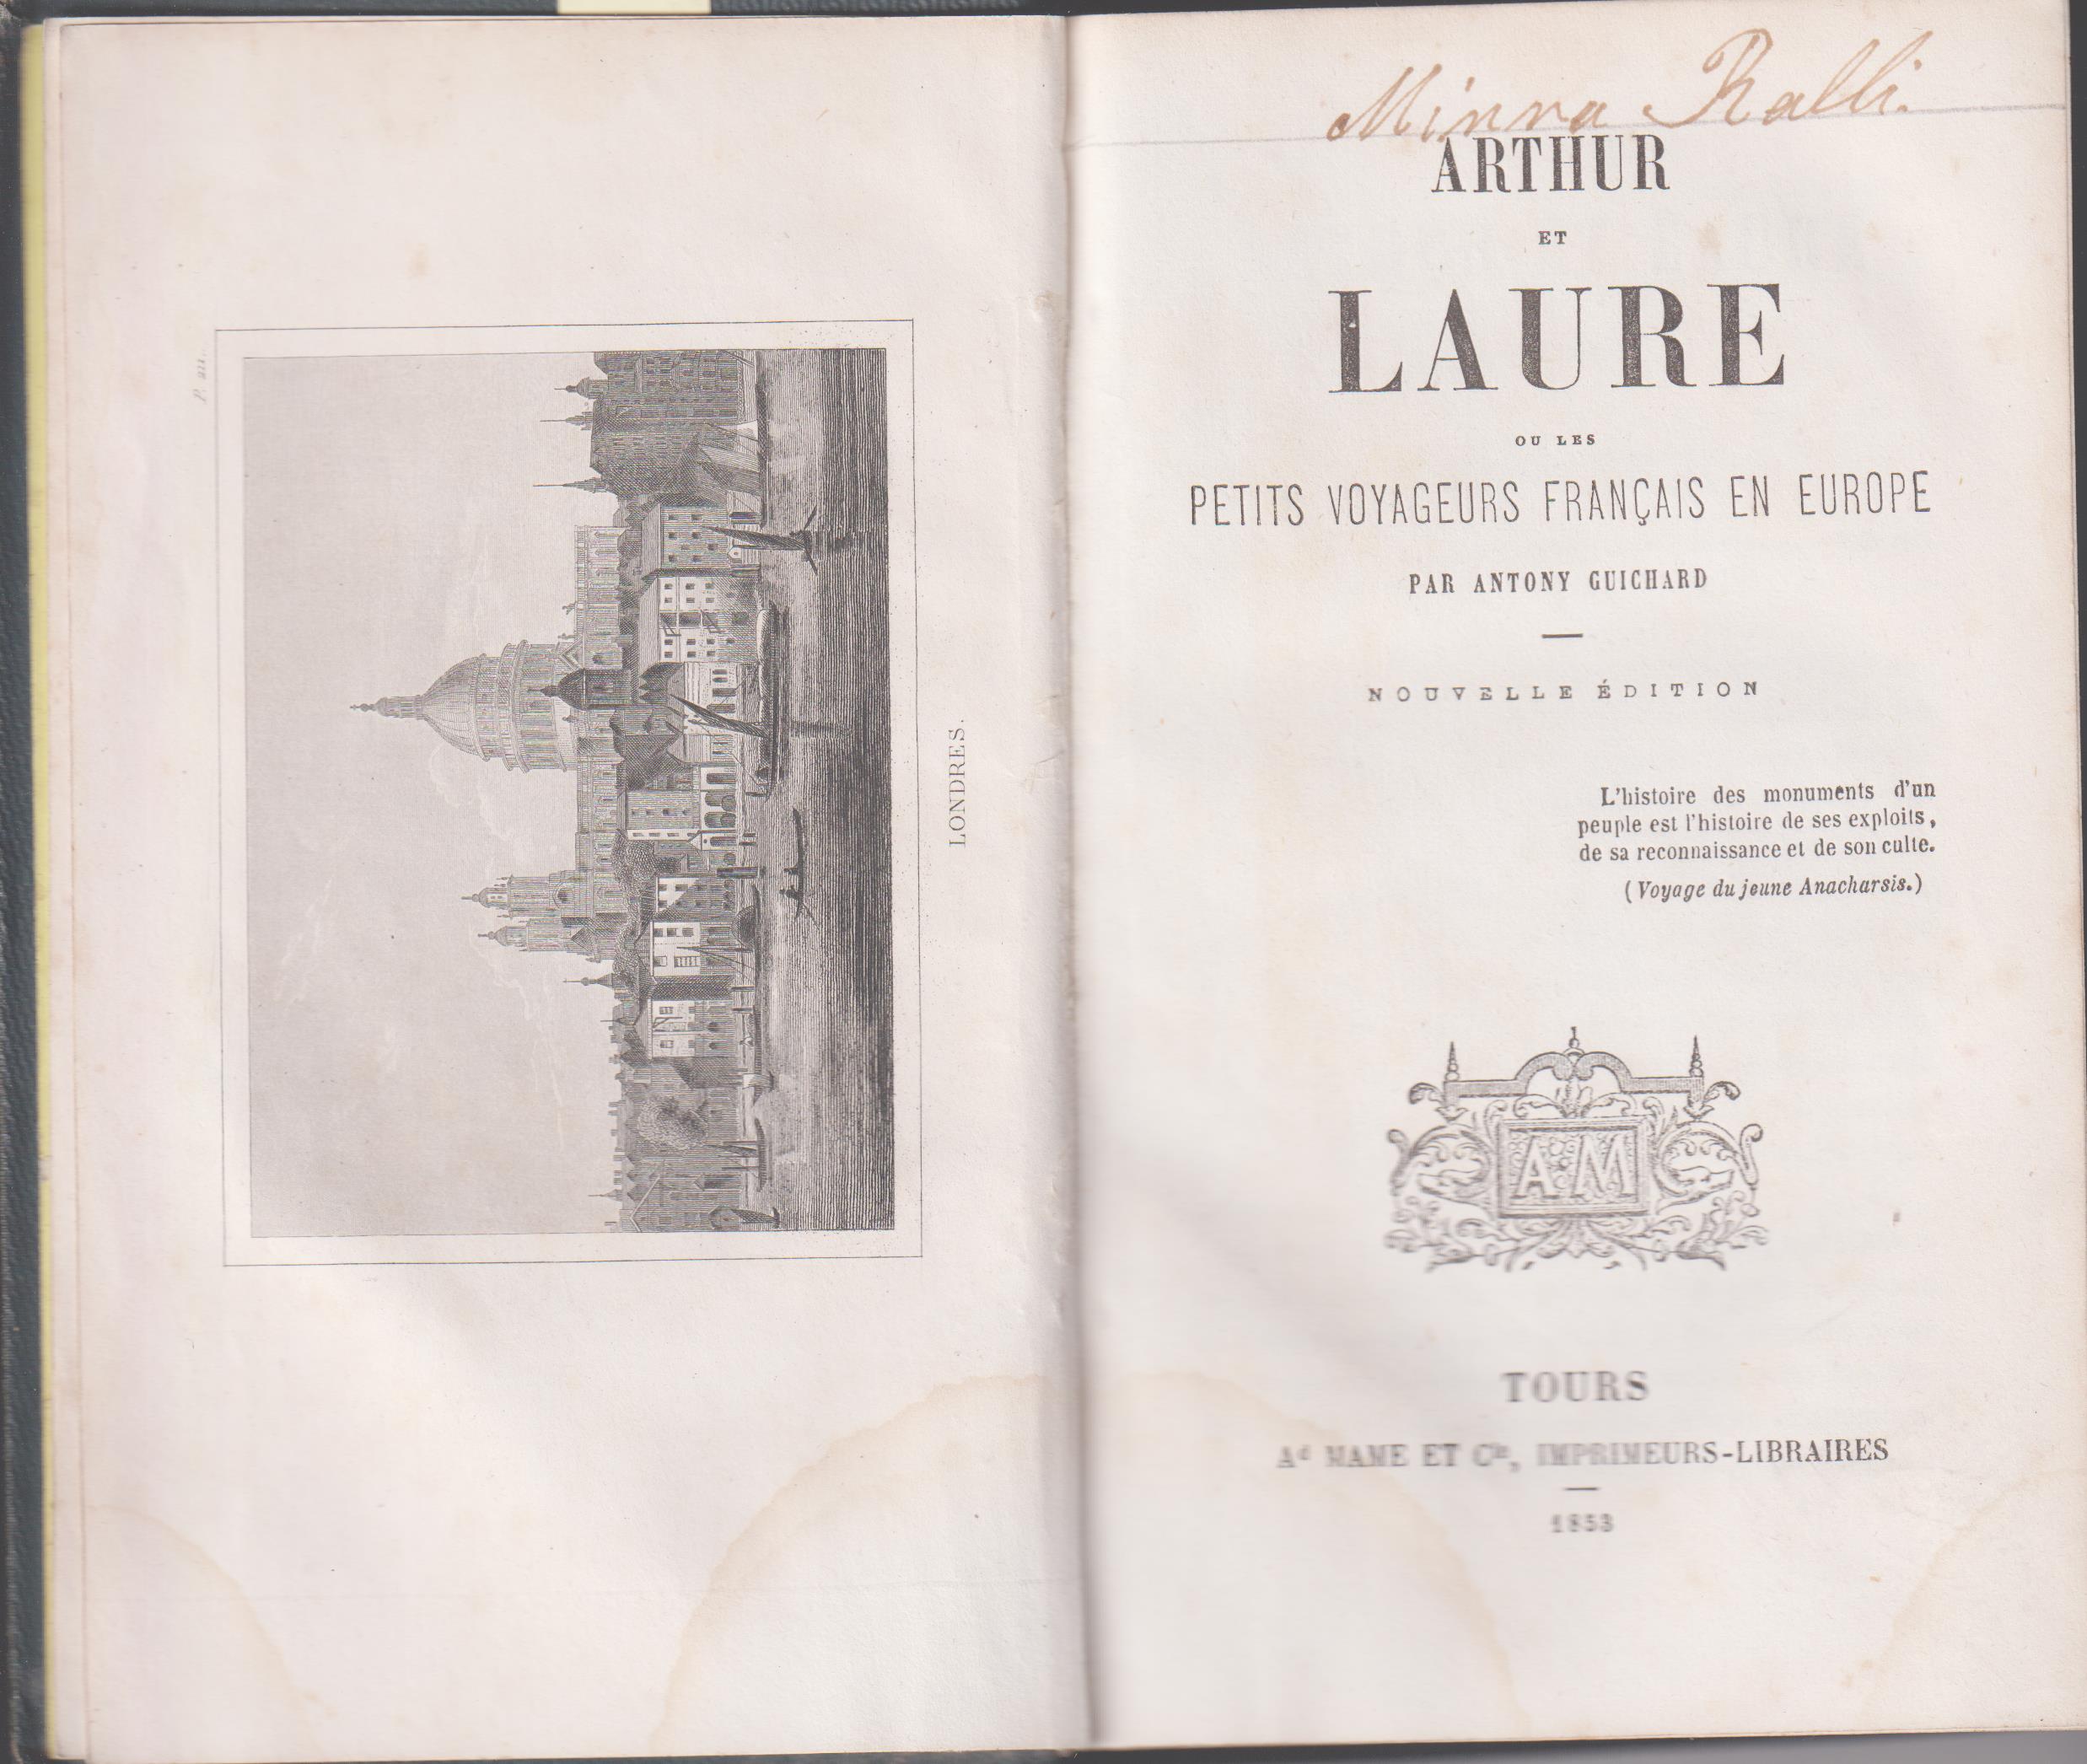 P. 211.
LONDRES.
Minna Ralli.
ARTHUR
ET
LAURE
OU LES
PETITS VOYAGEURS FRANÇAIS EN EUROPE
PAR ANTONY GUICHARD
NOUVELLE ÉDITION
L'histoire des monuments d'un
peuple est l'histoire de ses exploits,
de sa reconnaissance et de son culte.
(Voyage du jeune Anacharsis.)
AM
TOURS
Ad MAME ET Cie, IMPRIMEURS-LIBRAIRES
1853